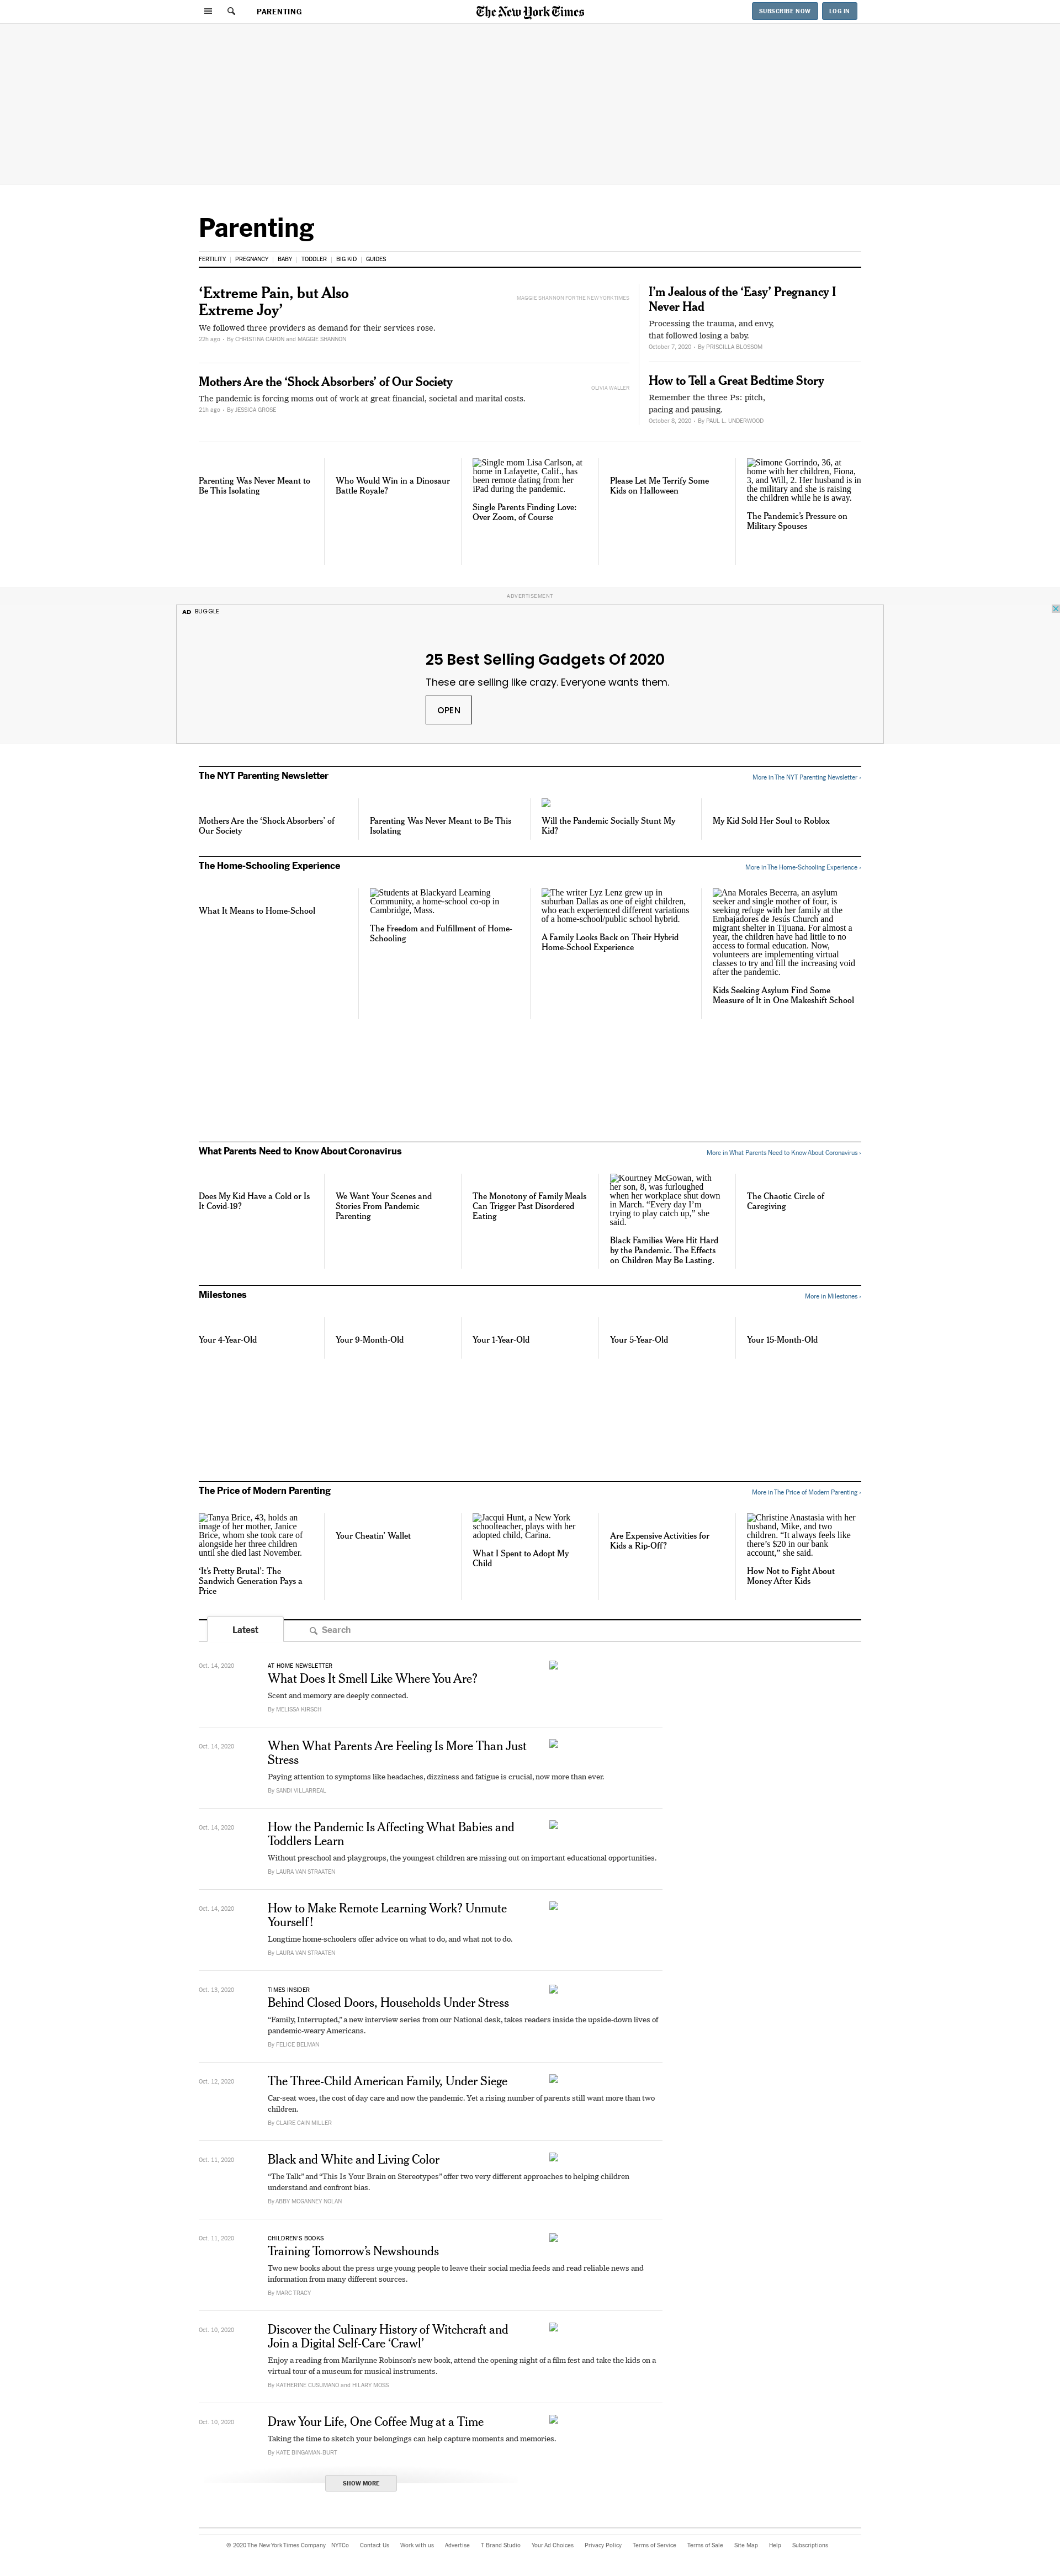 PARENTING
The New York Times
SUBSCRIBE NOW
LOG IN
Parenting
FERTILITY
PREGNANCY
BABY
TODDLER
BIG KID
GUIDES
‘Extreme Pain, but Also
Extreme Joy’
We followed three providers as demand for their services rose.
22h ago · By CHRISTINA CARON and MAGGIE SHANNON
MAGGIE SHANNON FOR THE NEW YORK TIMES
Mothers Are the ‘Shock Absorbers’ of Our Society
The pandemic is forcing moms out of work at great financial, societal and marital costs.
21h ago · By JESSICA GROSE
OLIVIA WALLER
I’m Jealous of the ‘Easy’ Pregnancy I
Never Had
Processing the trauma, and envy,
that followed losing a baby.
October 7, 2020 · By PRISCILLA BLOSSOM
How to Tell a Great Bedtime Story
Remember the three Ps: pitch,
pacing and pausing.
October 8, 2020 · By PAUL L. UNDERWOOD
Parenting Was Never Meant to
Be This Isolating
Who Would Win in a Dinosaur
Battle Royale?
Single mom Lisa Carlson, at
home in Lafayette, Calif., has
been remote dating from her
iPad during the pandemic.
Single Parents Finding Love:
Over Zoom, of Course
Please Let Me Terrify Some
Kids on Halloween
Simone Gorrindo, 36, at
home with her children, Fiona,
3, and Will, 2. Her husband is in
the military and she is raising
the children while he is away.
The Pandemic’s Pressure on
Military Spouses
ADVERTISEMENT
AD BUGGLE
25 Best Selling Gadgets Of 2020
These are selling like crazy. Everyone wants them.
OPEN
The NYT Parenting Newsletter
More in The NYT Parenting Newsletter ›
Mothers Are the ‘Shock Absorbers’ of
Our Society
Parenting Was Never Meant to Be This
Isolating
Will the Pandemic Socially Stunt My
Kid?
My Kid Sold Her Soul to Roblox
The Home-Schooling Experience
More in The Home-Schooling Experience ›
What It Means to Home-School
Students at Blackyard Learning
Community, a home-school co-op in
Cambridge, Mass.
The Freedom and Fulfillment of Home-
Schooling
The writer Lyz Lenz grew up in
suburban Dallas as one of eight children,
who each experienced different variations
of a home-school/public school hybrid.
A Family Looks Back on Their Hybrid
Home-School Experience
Ana Morales Becerra, an asylum
seeker and single mother of four, is
seeking refuge with her family at the
Embajadores de Jesús Church and
migrant shelter in Tijuana. For almost a
year, the children have had little to no
access to formal education. Now,
volunteers are implementing virtual
classes to try and fill the increasing void
after the pandemic.
Kids Seeking Asylum Find Some
Measure of It in One Makeshift School
What Parents Need to Know About Coronavirus
More in What Parents Need to Know About Coronavirus ›
Does My Kid Have a Cold or Is
It Covid-19?
We Want Your Scenes and
Stories From Pandemic
Parenting
The Monotony of Family Meals
Can Trigger Past Disordered
Eating
Kourtney McGowan, with
her son, 8, was furloughed
when her workplace shut down
in March. “Every day I’m
trying to play catch up,” she
said.
Black Families Were Hit Hard
by the Pandemic. The Effects
on Children May Be Lasting.
The Chaotic Circle of
Caregiving
Milestones
More in Milestones ›
Your 4-Year-Old
Your 9-Month-Old
Your 1-Year-Old
Your 5-Year-Old
Your 15-Month-Old
The Price of Modern Parenting
More in The Price of Modern Parenting ›
Tanya Brice, 43, holds an
image of her mother, Janice
Brice, whom she took care of
alongside her three children
until she died last November.
‘It’s Pretty Brutal’: The
Sandwich Generation Pays a
Price
Your Cheatin’ Wallet
Jacqui Hunt, a New York
schoolteacher, plays with her
adopted child, Carina.
What I Spent to Adopt My
Child
Are Expensive Activities for
Kids a Rip-Off?
Christine Anastasia with her
husband, Mike, and two
children. “It always feels like
there’s $20 in our bank
account,” she said.
How Not to Fight About
Money After Kids
Latest
Search
Oct. 14, 2020
AT HOME NEWSLETTER
What Does It Smell Like Where You Are?
Scent and memory are deeply connected.
By MELISSA KIRSCH
Oct. 14, 2020
When What Parents Are Feeling Is More Than Just
Stress
Paying attention to symptoms like headaches, dizziness and fatigue is crucial, now more than ever.
By SANDI VILLARREAL
Oct. 14, 2020
How the Pandemic Is Affecting What Babies and
Toddlers Learn
Without preschool and playgroups, the youngest children are missing out on important educational opportunities.
By LAURA VAN STRAATEN
Oct. 14, 2020
How to Make Remote Learning Work? Unmute
Yourself!
Longtime home-schoolers offer advice on what to do, and what not to do.
By LAURA VAN STRAATEN
Oct. 13, 2020
TIMES INSIDER
Behind Closed Doors, Households Under Stress
“Family, Interrupted,” a new interview series from our National desk, takes readers inside the upside-down lives of
pandemic-weary Americans.
By FELICE BELMAN
Oct. 12, 2020
The Three-Child American Family, Under Siege
Car-seat woes, the cost of day care and now the pandemic. Yet a rising number of parents still want more than two
children.
By CLAIRE CAIN MILLER
Oct. 11, 2020
Black and White and Living Color
“The Talk” and “This Is Your Brain on Stereotypes” offer two very different approaches to helping children
understand and confront bias.
By ABBY MCGANNEY NOLAN
Oct. 11, 2020
CHILDREN’S BOOKS
Training Tomorrow’s Newshounds
Two new books about the press urge young people to leave their social media feeds and read reliable news and
information from many different sources.
By MARC TRACY
Oct. 10, 2020
Discover the Culinary History of Witchcraft and
Join a Digital Self-Care ‘Crawl’
Enjoy a reading from Marilynne Robinson’s new book, attend the opening night of a film fest and take the kids on a
virtual tour of a museum for musical instruments.
By KATHERINE CUSUMANO and HILARY MOSS
Oct. 10, 2020
Draw Your Life, One Coffee Mug at a Time
Taking the time to sketch your belongings can help capture moments and memories.
By KATE BINGAMAN-BURT
SHOW MORE
© 2020 The New York Times Company
NYTCo
Contact Us
Work with us
Advertise
T Brand Studio
Your Ad Choices
Privacy Policy
Terms of Service
Terms of Sale
Site Map
Help
Subscriptions